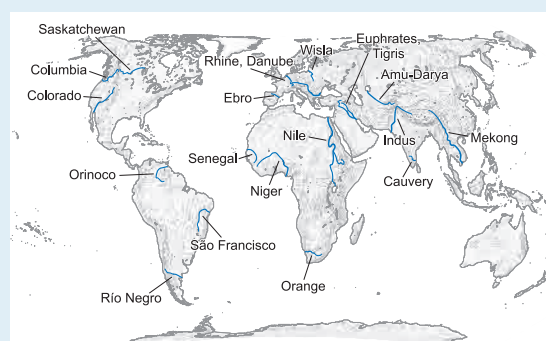 Saskatchewan
Columbia
Colorado
Orinoco
São Francisco
Río Negro
Rhine, Danube
Wisla
Euphrates,
Tigris
Amu-Darya
Ebro
Nile
Senegal
Niger
Indus
Mekong
Cauvery
Orange